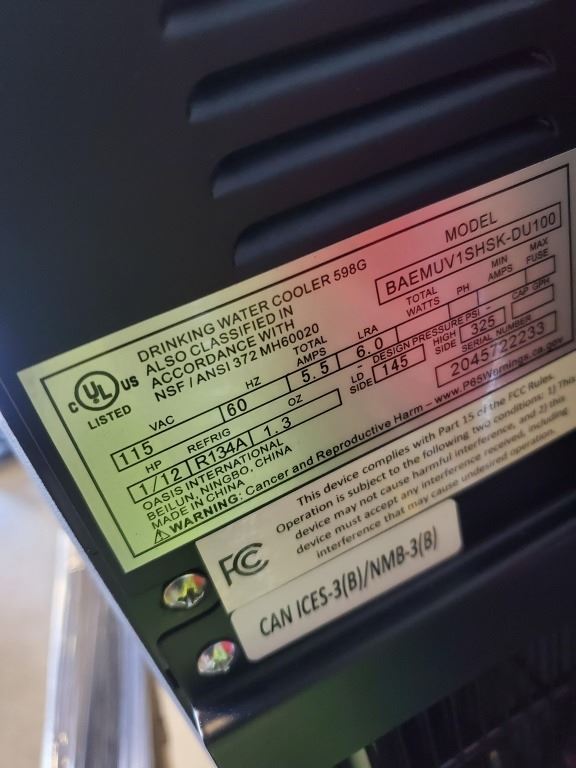 DRINKING WATER COOLER 598G
ALSO CLASSIFIED IN
ACCORDANCE WITH
NSF / ANSI 372 MH60020
MODEL
BAEMUV1SHSK-DU100
C UL US
LISTED
VAC HZ TOTAL AMPS LRA TOTAL WATTS PH MIN AMPS MAX FUSE
115 60 5.5 6.0
HP REFRIG OZ LD-SIDE DESIGN PRESSURE PSI HIGH SIDE CAP GPH
1/12 R134A 1.3 145 325
OASIS INTERNATIONAL
BEILUN, NINGBO, CHINA
MADE IN CHINA
SERIAL NUMBER
2045722233
WARNING: Cancer and Reproductive Harm – www.P65Warnings.ca.gov
FC
This device complies with Part 15 of the FCC Rules.
Operation is subject to the following two conditions: 1) This
device may not cause harmful interference, and 2) this
device must accept any interference received, including
interference that may cause undesired operation.
CAN ICES-3(B)/NMB-3(B)